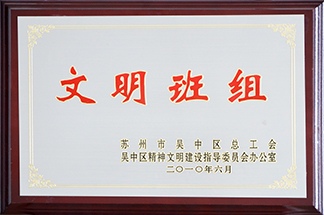 文明班组
苏州市吴中区总工会
吴中区精神文明建设指导委员会办公室
二〇一〇年六月